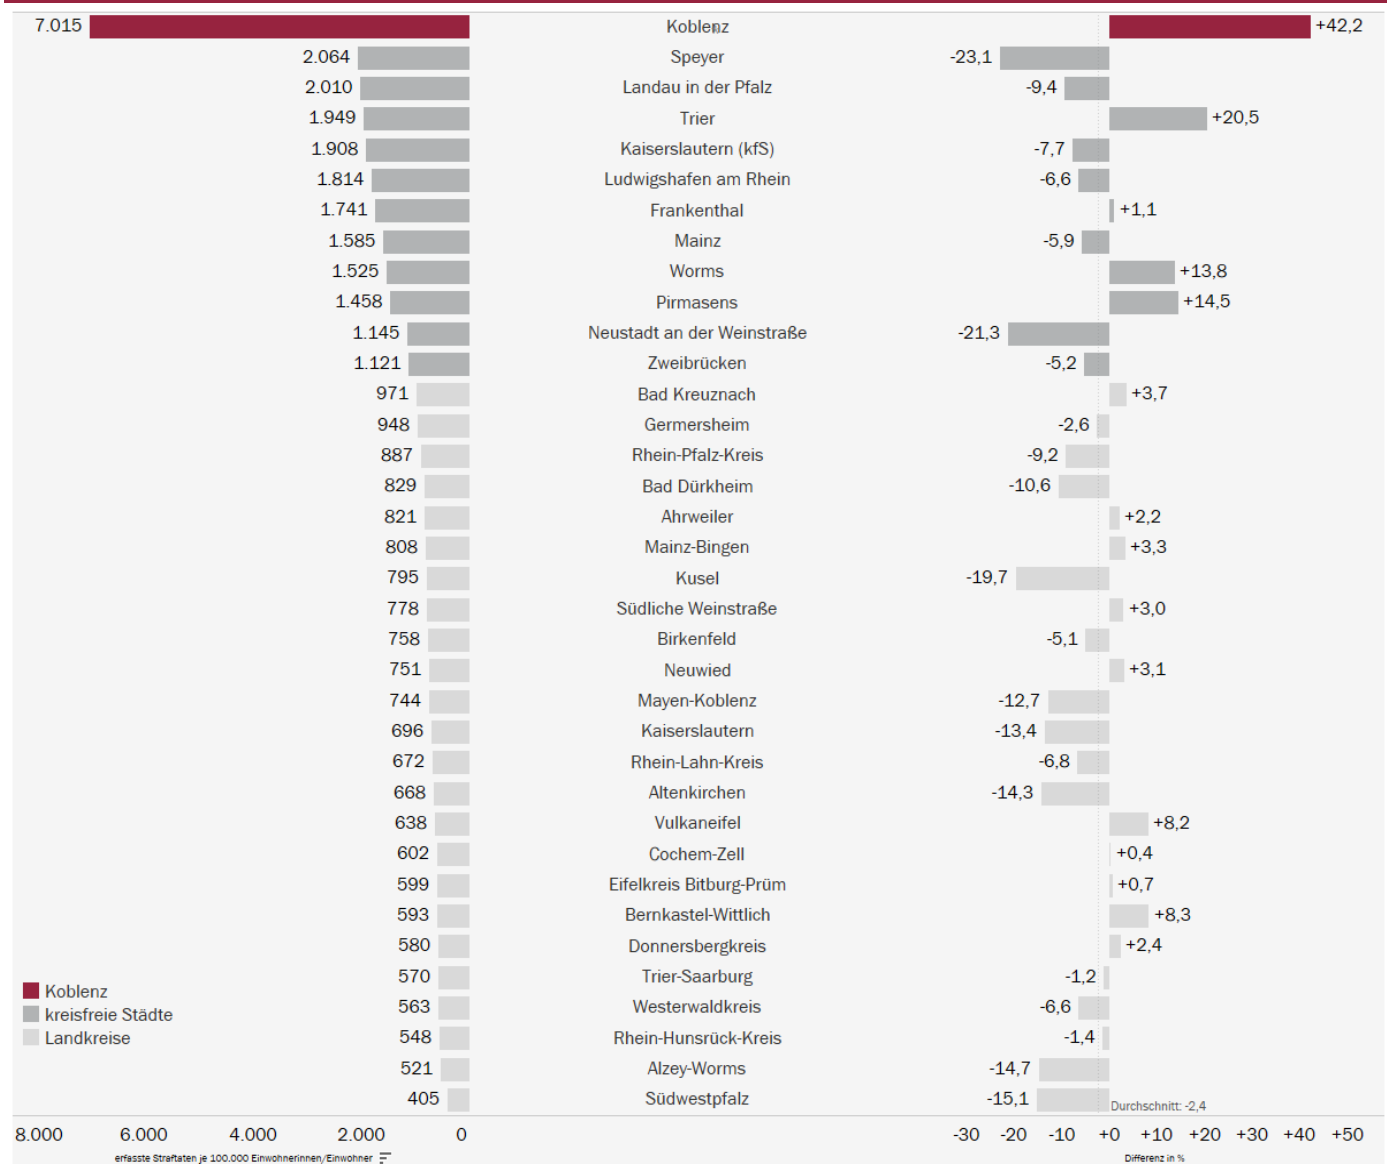 7.015 Koblenz +42,2
2.064 Speyer -23,1
2.010 Landau in der Pfalz -9,4
1.949 Trier +20,5
1.908 Kaiserslautern (kfS) -7,7
1.814 Ludwigshafen am Rhein -6,6
1.741 Frankenthal +1,1
1.585 Mainz -5,9
1.525 Worms +13,8
1.458 Pirmasens +14,5
1.145 Neustadt an der Weinstraße -21,3
1.121 Zweibrücken -5,2
971 Bad Kreuznach +3,7
948 Germersheim -2,6
887 Rhein-Pfalz-Kreis -9,2
829 Bad Dürkheim -10,6
821 Ahrweiler +2,2
808 Mainz-Bingen +3,3
795 Kusel -19,7
778 Südliche Weinstraße +3,0
758 Birkenfeld -5,1
751 Neuwied +3,1
744 Mayen-Koblenz -12,7
696 Kaiserslautern -13,4
672 Rhein-Lahn-Kreis -6,8
668 Altenkirchen -14,3
638 Vulkaneifel +8,2
602 Cochem-Zell +0,4
599 Eifelkreis Bitburg-Prüm +0,7
593 Bernkastel-Wittlich +8,3
580 Donnersbergkreis +2,4
570 Trier-Saarburg -1,2
Koblenz
563 Westerwaldkreis -6,6
kreisfreie Städte
548 Rhein-Hunsrück-Kreis -1,4
Landkreise
521 Alzey-Worms -14,7
405 Südwestpfalz -15,1
Durchschnitt: -2,4
8.000 6.000 4.000 2.000 0 -30 -20 -10 +0 +10 +20 +30 +40 +50
erfasste Straftaten je 100.000 Einwohnerinnen/Einwohner Differenz in %